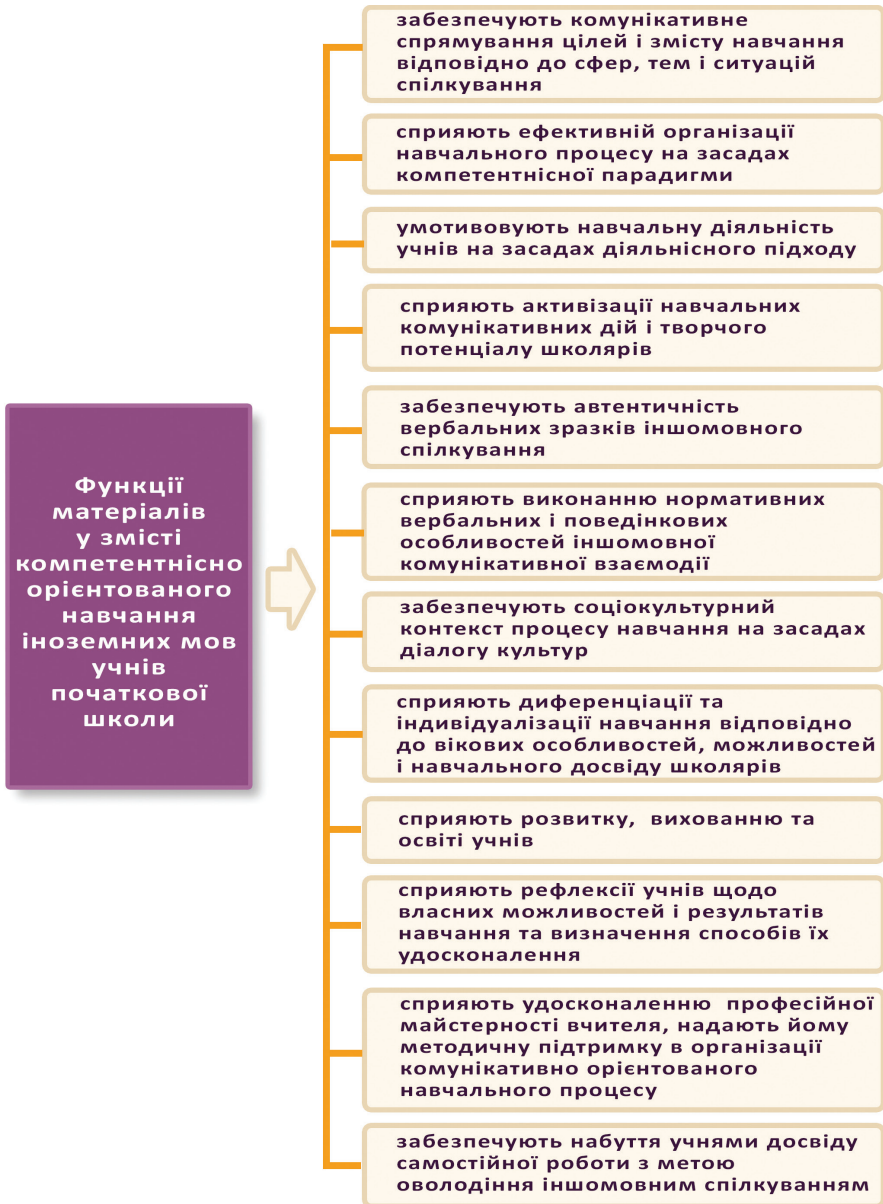 Функції
матеріалів
у змісті
компетентнісно
орієнтованого
навчання
іноземних мов
учнів
початкової
школи
забезпечують комунікативне
спрямування цілей і змісту навчання
відповідно до сфер, тем і ситуацій
спілкування
сприяють ефективній організації
навчального процесу на засадах
компетентнісної парадигми
умотивовують навчальну діяльність
учнів на засадах діяльнісного підходу
сприяють активізації навчальних
комунікативних дій і творчого
потенціалу школярів
забезпечують автентичність
вербальних зразків іншомовного
спілкування
сприяють виконанню нормативних
вербальних і поведінкових
особливостей іншомовної
комунікативної взаємодії
забезпечують соціокультурний
контекст процесу навчання на засадах
діалогу культур
сприяють диференціації та
індивідуалізації навчання відповідно
до вікових особливостей, можливостей
і навчального досвіду школярів
сприяють розвитку, вихованню та
освіті учнів
сприяють рефлексії учнів щодо
власних можливостей і результатів
навчання та визначення способів їх
удосконалення
сприяють удосконаленню професійної
майстерності вчителя, надають йому
методичну підтримку в організації
комунікативно орієнтованого
навчального процесу
забезпечують набуття учнями досвіду
самостійної роботи з метою
оволодіння іншомовним спілкуванням